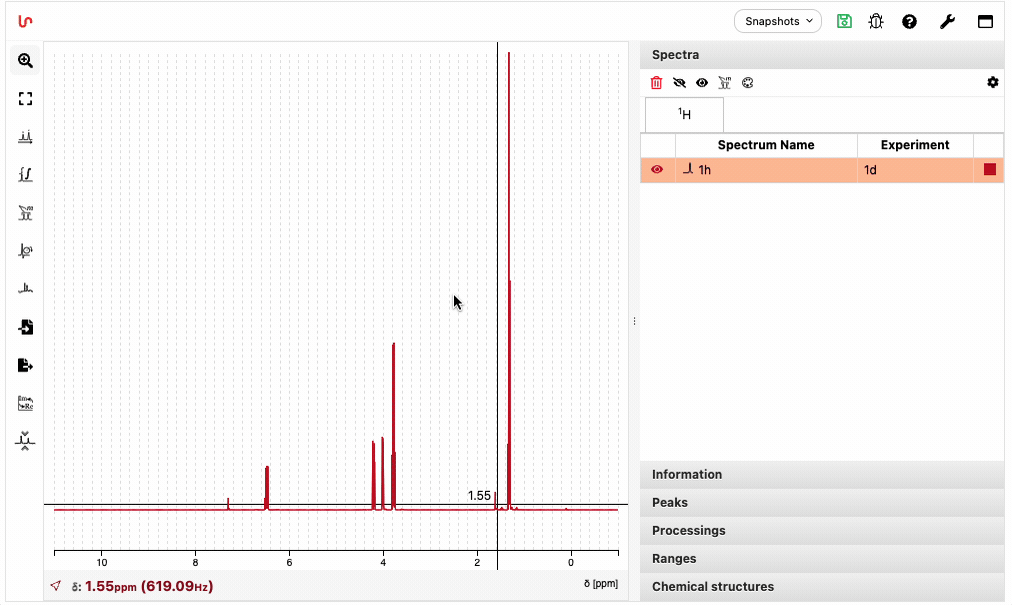 Snapshots
Spectra
1H
Spectrum Name Experiment
1h 1d
1.55
10 8 6 4 2 0
δ: 1.55ppm (619.09Hz)
δ [ppm]
Information
Peaks
Processings
Ranges
Chemical structures